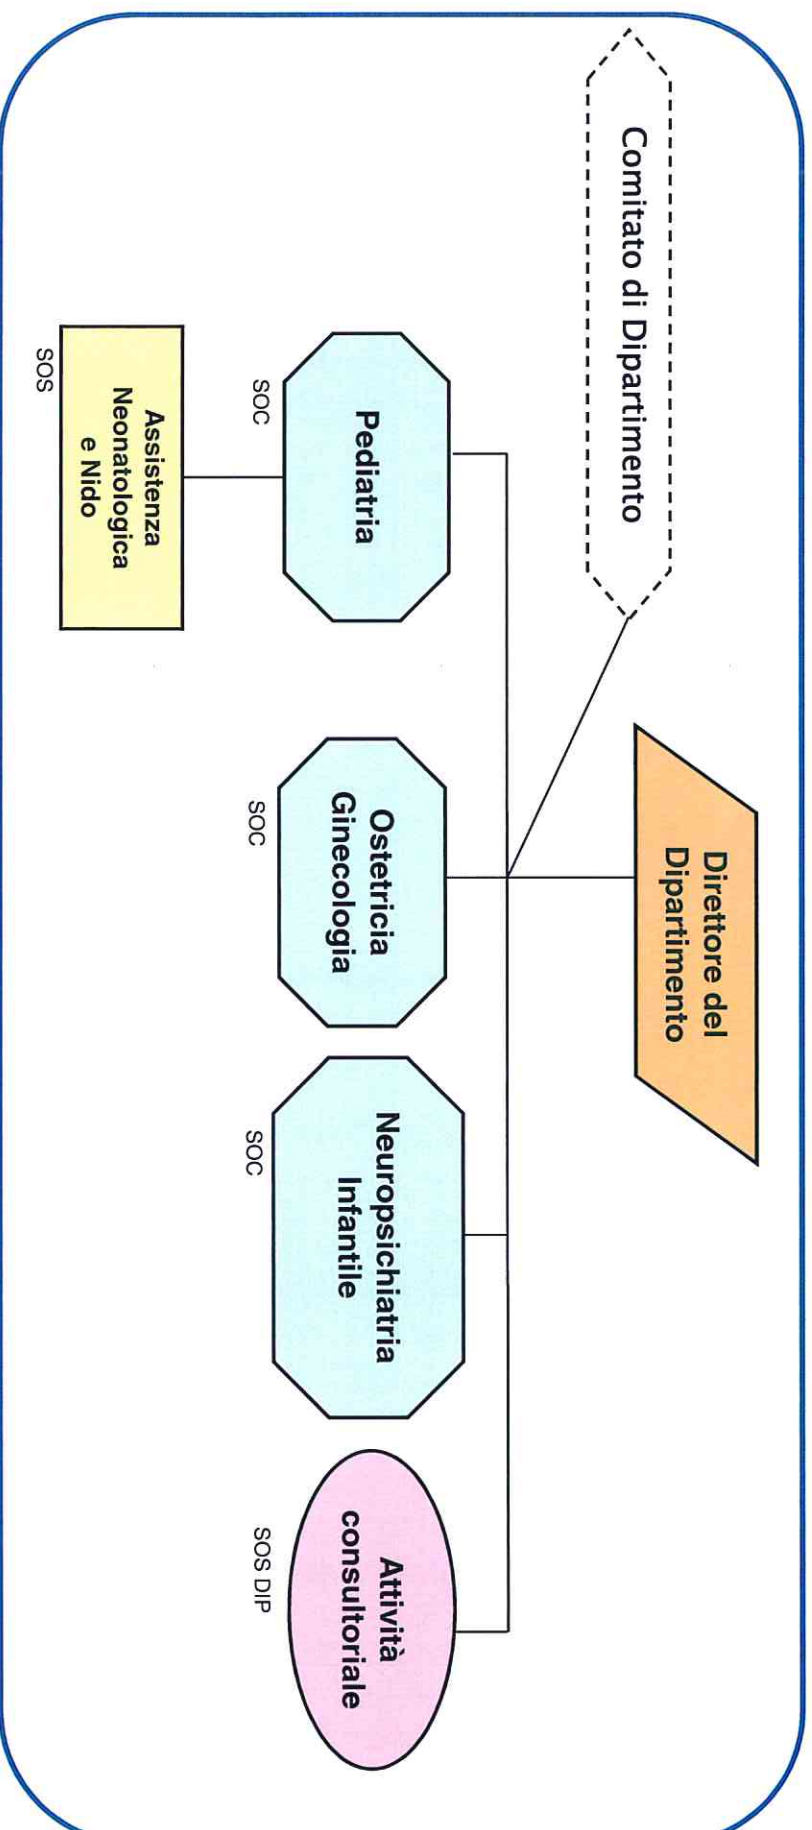 Comitato di Dipartimento
Direttore del
Dipartimento
Pediatria
SOC
Ostetricia
Ginecologia
SOC
Neuropsichiatria
Infantile
SOC
Attività
consultoriale
SOS DIP
Assistenza
Neonatologica
e Nido
SOS